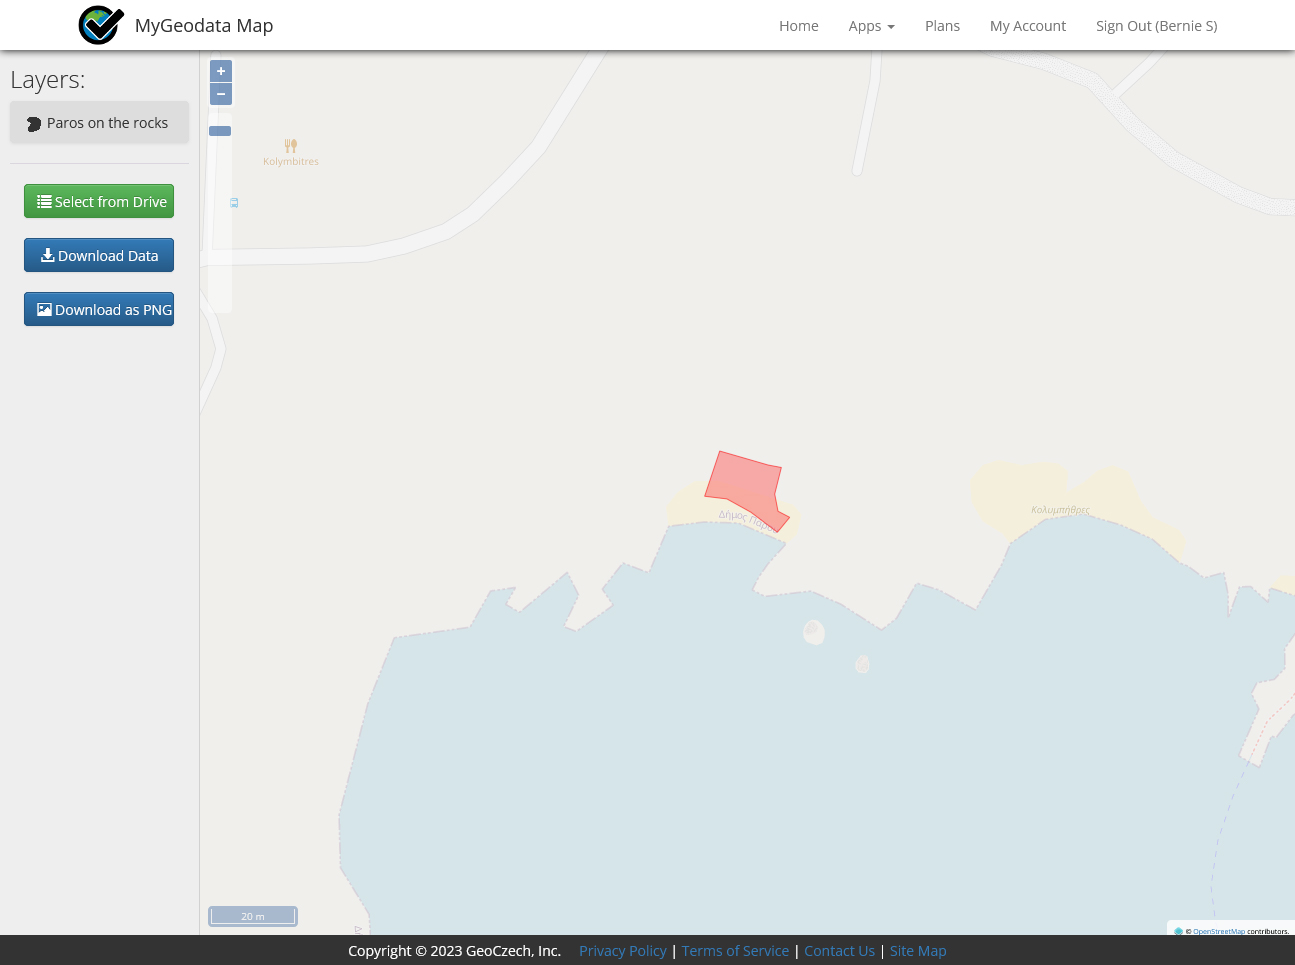 MyGeodata Map
Home
Apps
Plans
My Account
Sign Out (Bernie S)
Layers:
Paros on the rocks
Select from Drive
Download Data
Download as PNG
+
−
Kolymbitres
Δήμος Πάρου
Κολυμπήθρες
20 m
© OpenStreetMap contributors.
Copyright © 2023 GeoCzech, Inc. Privacy Policy | Terms of Service | Contact Us | Site Map